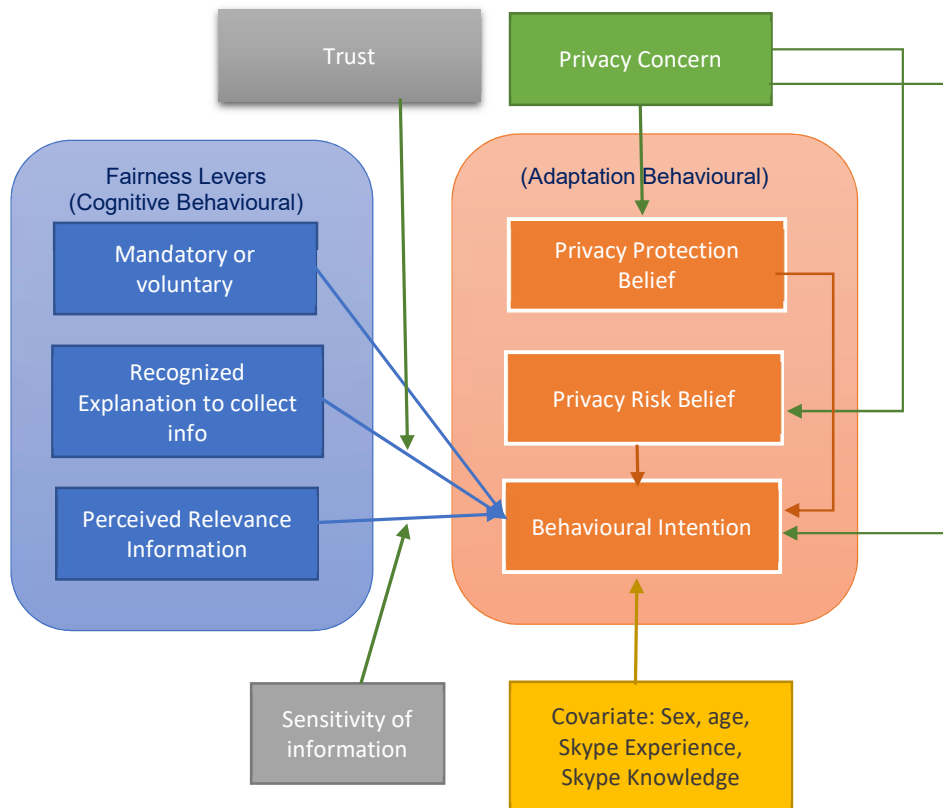 Trust
Privacy Concern
Fairness Levers
(Cognitive Behavioural)
Mandatory or
voluntary
Recognized
Explanation to collect
info
Perceived Relevance
Information
(Adaptation Behavioural)
Privacy Protection
Belief
Privacy Risk Belief
Behavioural Intention
Sensitivity of
information
Covariate: Sex, age,
Skype Experience,
Skype Knowledge